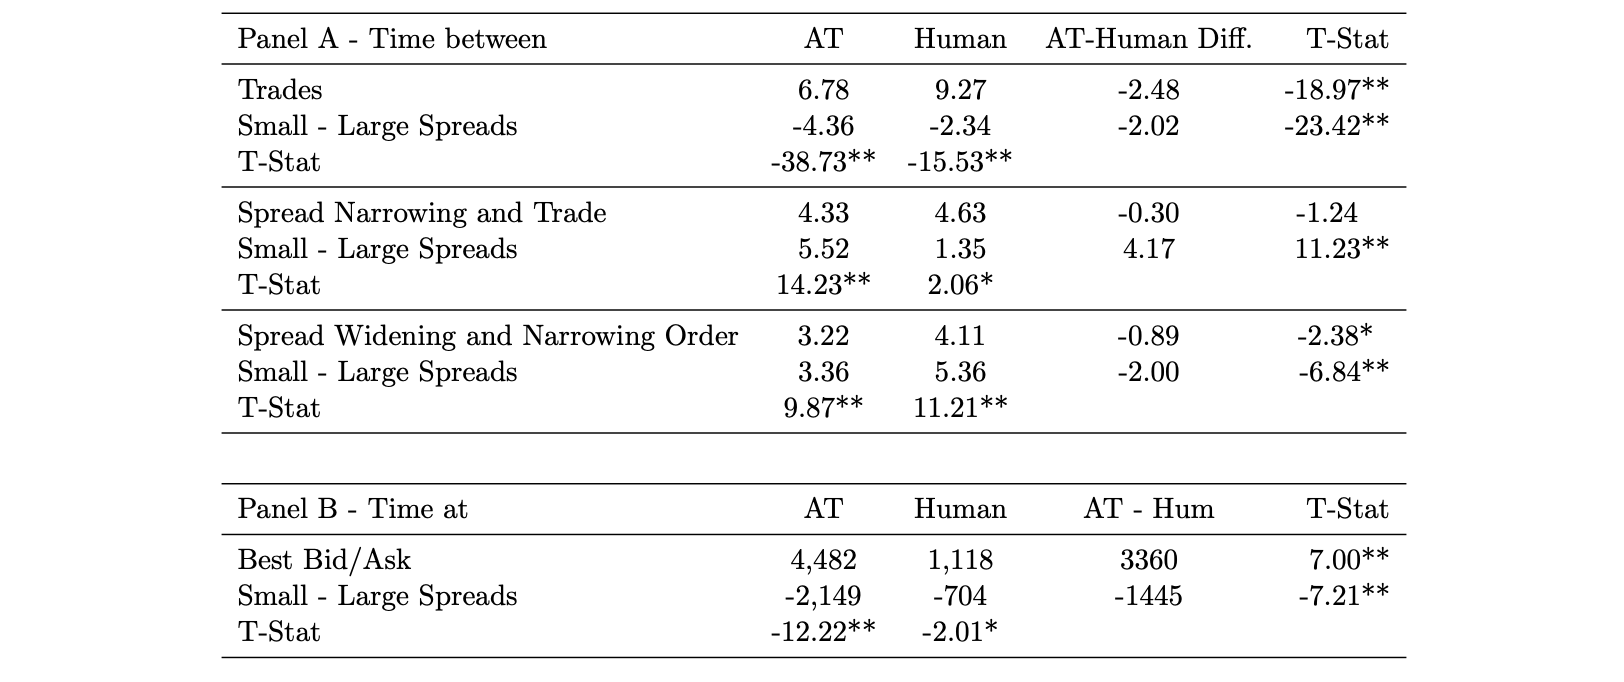 Panel A - Time between AT Human AT-Human Diff. T-Stat
Trades 6.78 9.27 -2.48 -18.97**
Small - Large Spreads -4.36 -2.34 -2.02 -23.42**
T-Stat -38.73** -15.53**
Spread Narrowing and Trade 4.33 4.63 -0.30 -1.24
Small - Large Spreads 5.52 1.35 4.17 11.23**
T-Stat 14.23** 2.06*
Spread Widening and Narrowing Order 3.22 4.11 -0.89 -2.38*
Small - Large Spreads 3.36 5.36 -2.00 -6.84**
T-Stat 9.87** 11.21**
Panel B - Time at AT Human AT - Hum T-Stat
Best Bid/Ask 4,482 1,118 3360 7.00**
Small - Large Spreads -2,149 -704 -1445 -7.21**
T-Stat -12.22** -2.01*